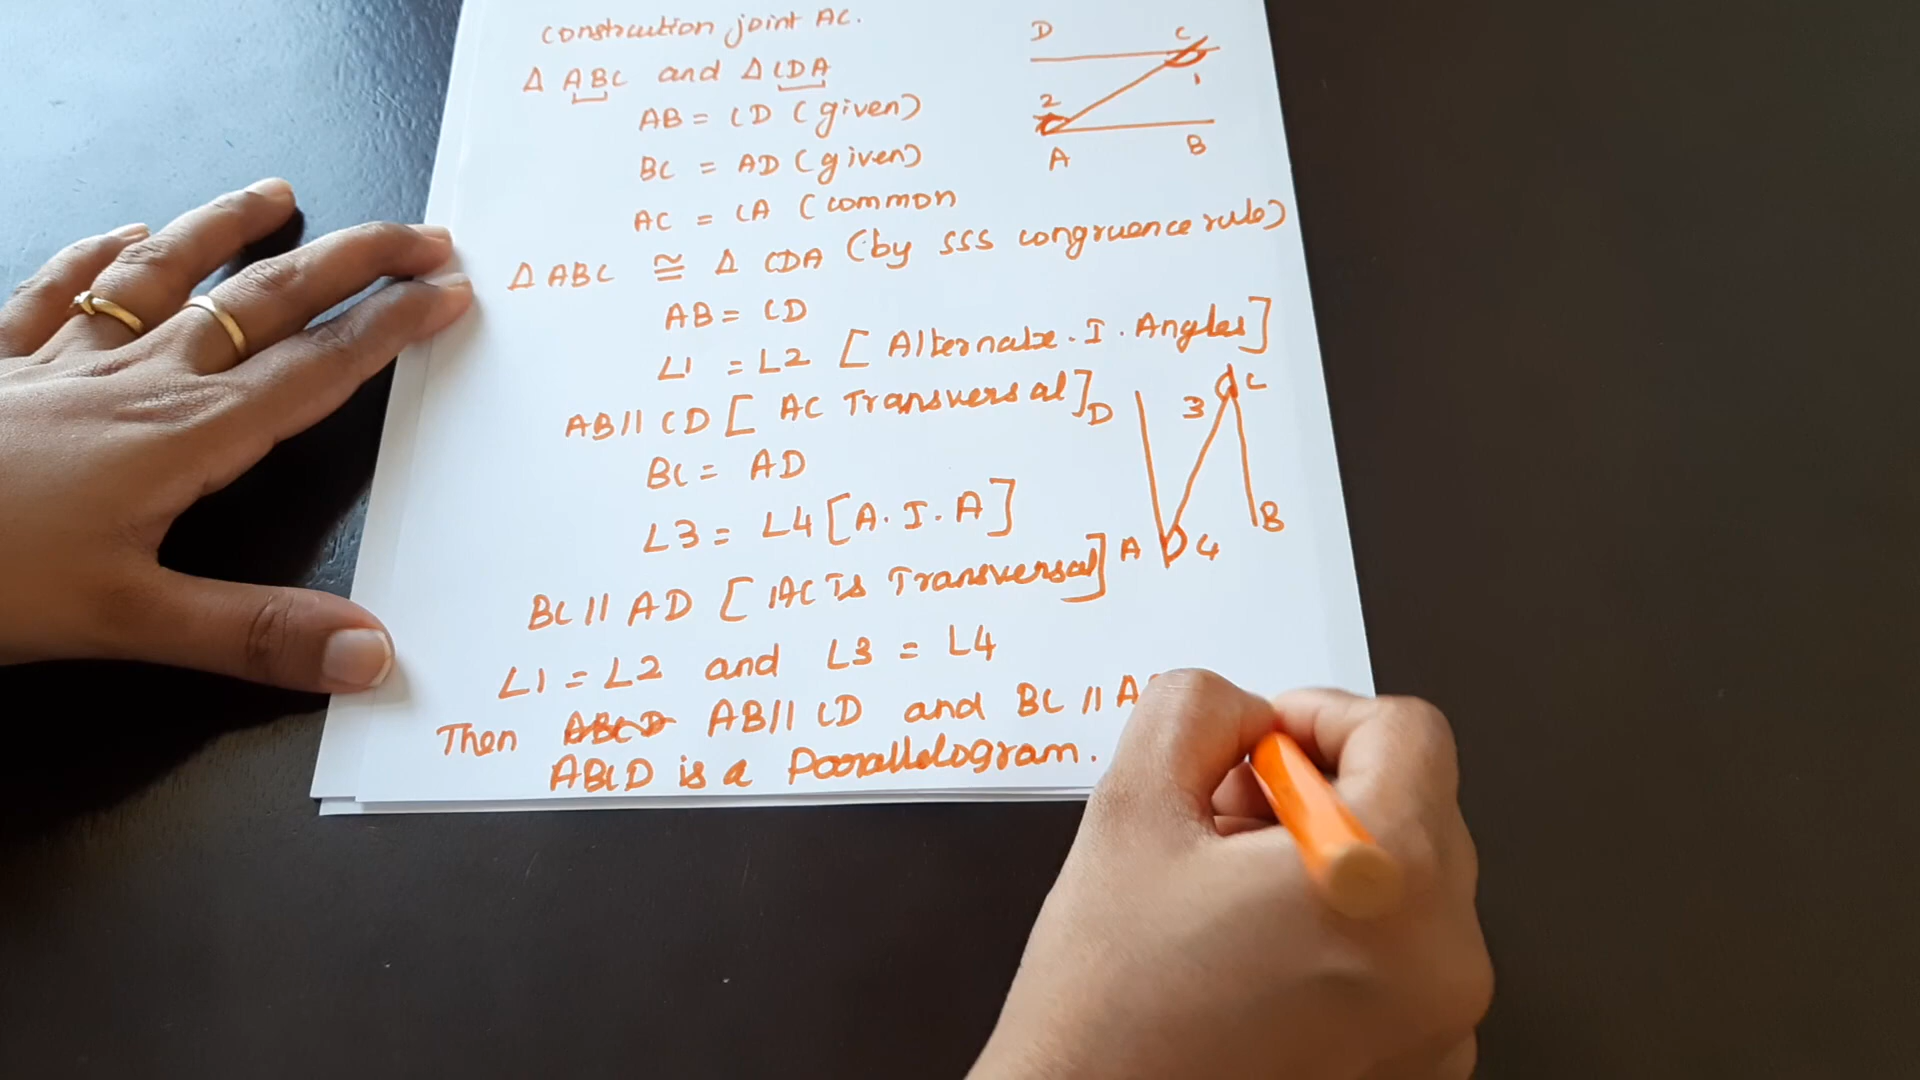 construction joint AC.
Δ ABC and Δ CDA
AB = CD (given)
BC = AD (given)
AC = CA (common
Δ ABC ≅ Δ CDA (by SSS congruence rule)
AB = CD
∠1 = ∠2 [Alternate. I. Angles]
AB || CD [AC Transversal]
BC = AD
∠3 = ∠4 [A. I. A]
BC || AD [AC Is Transversal]
∠1 = ∠2 and ∠3 = ∠4
Then AB || CD and BC ||
ABCD is a Parallelogram.
D C
1
2
A B
C
3
D
B
A 4